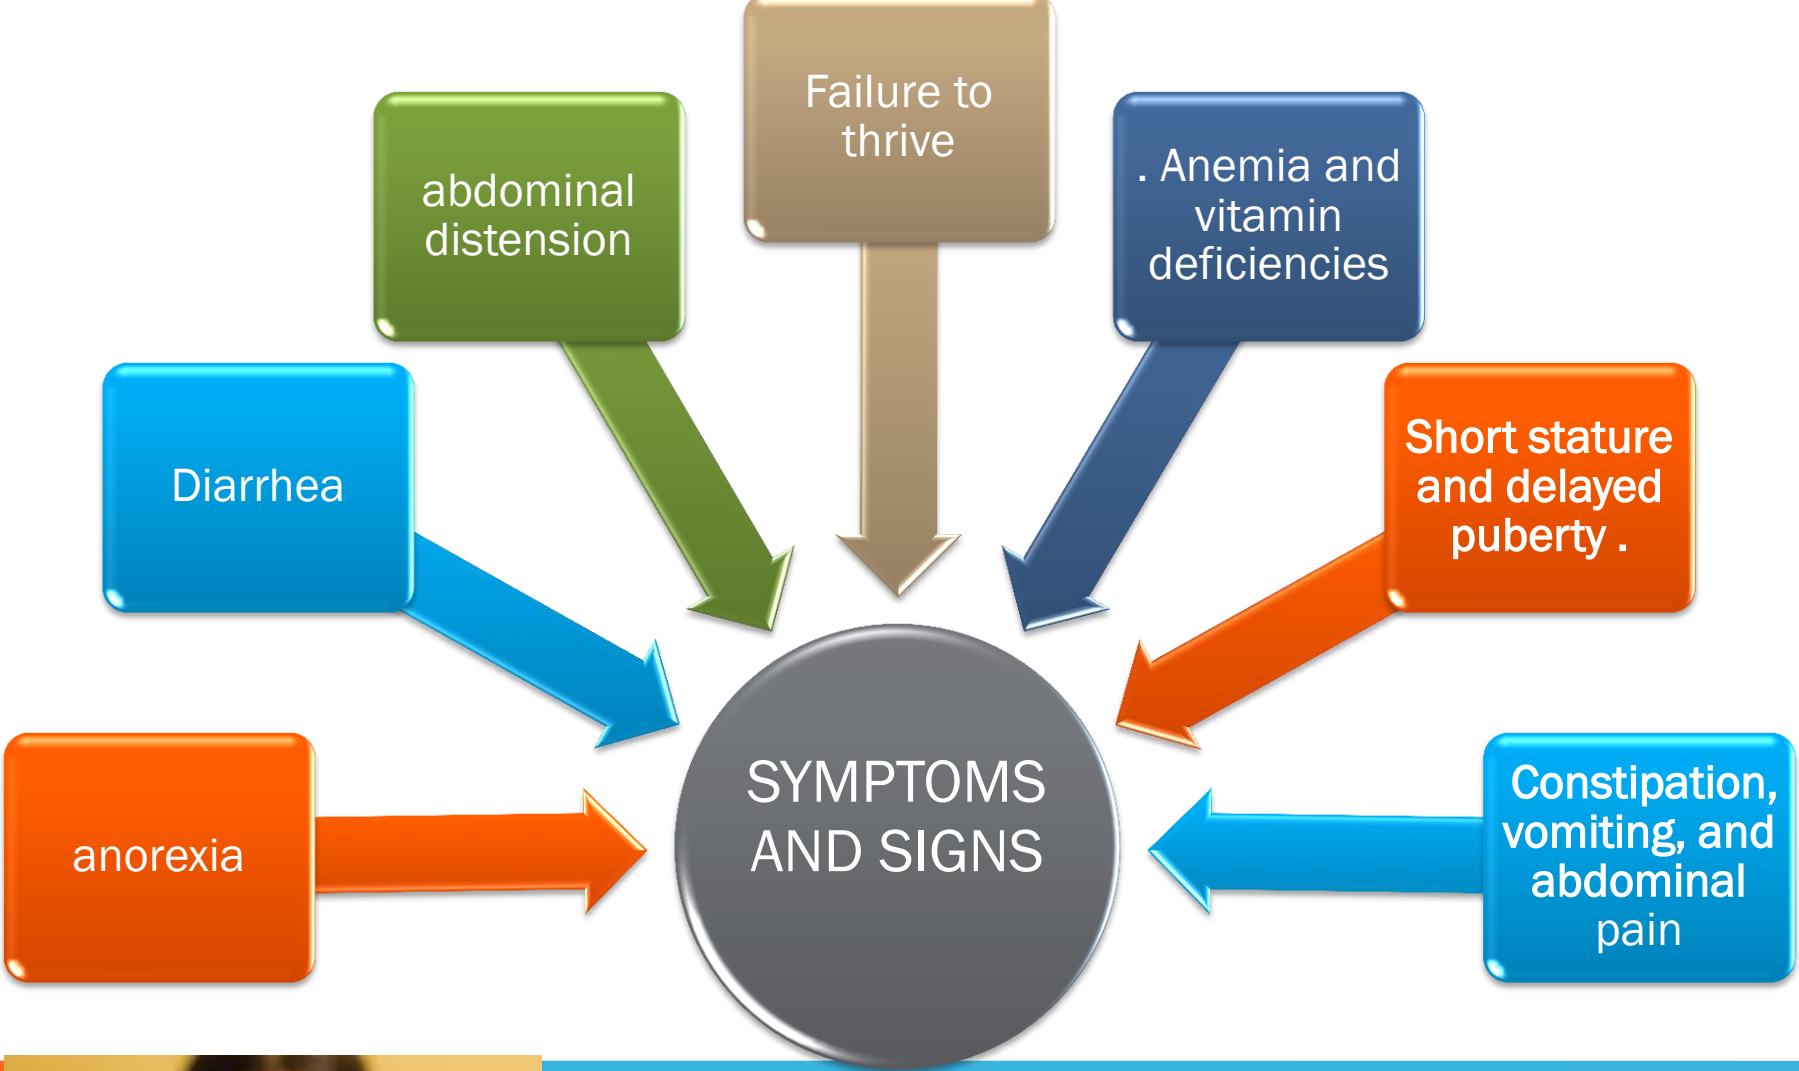 Failure to
thrive
abdominal
distension
. Anemia and
vitamin
deficiencies
Diarrhea
Short stature
and delayed
puberty .
anorexia
SYMPTOMS
AND SIGNS
Constipation,
vomiting, and
abdominal
pain